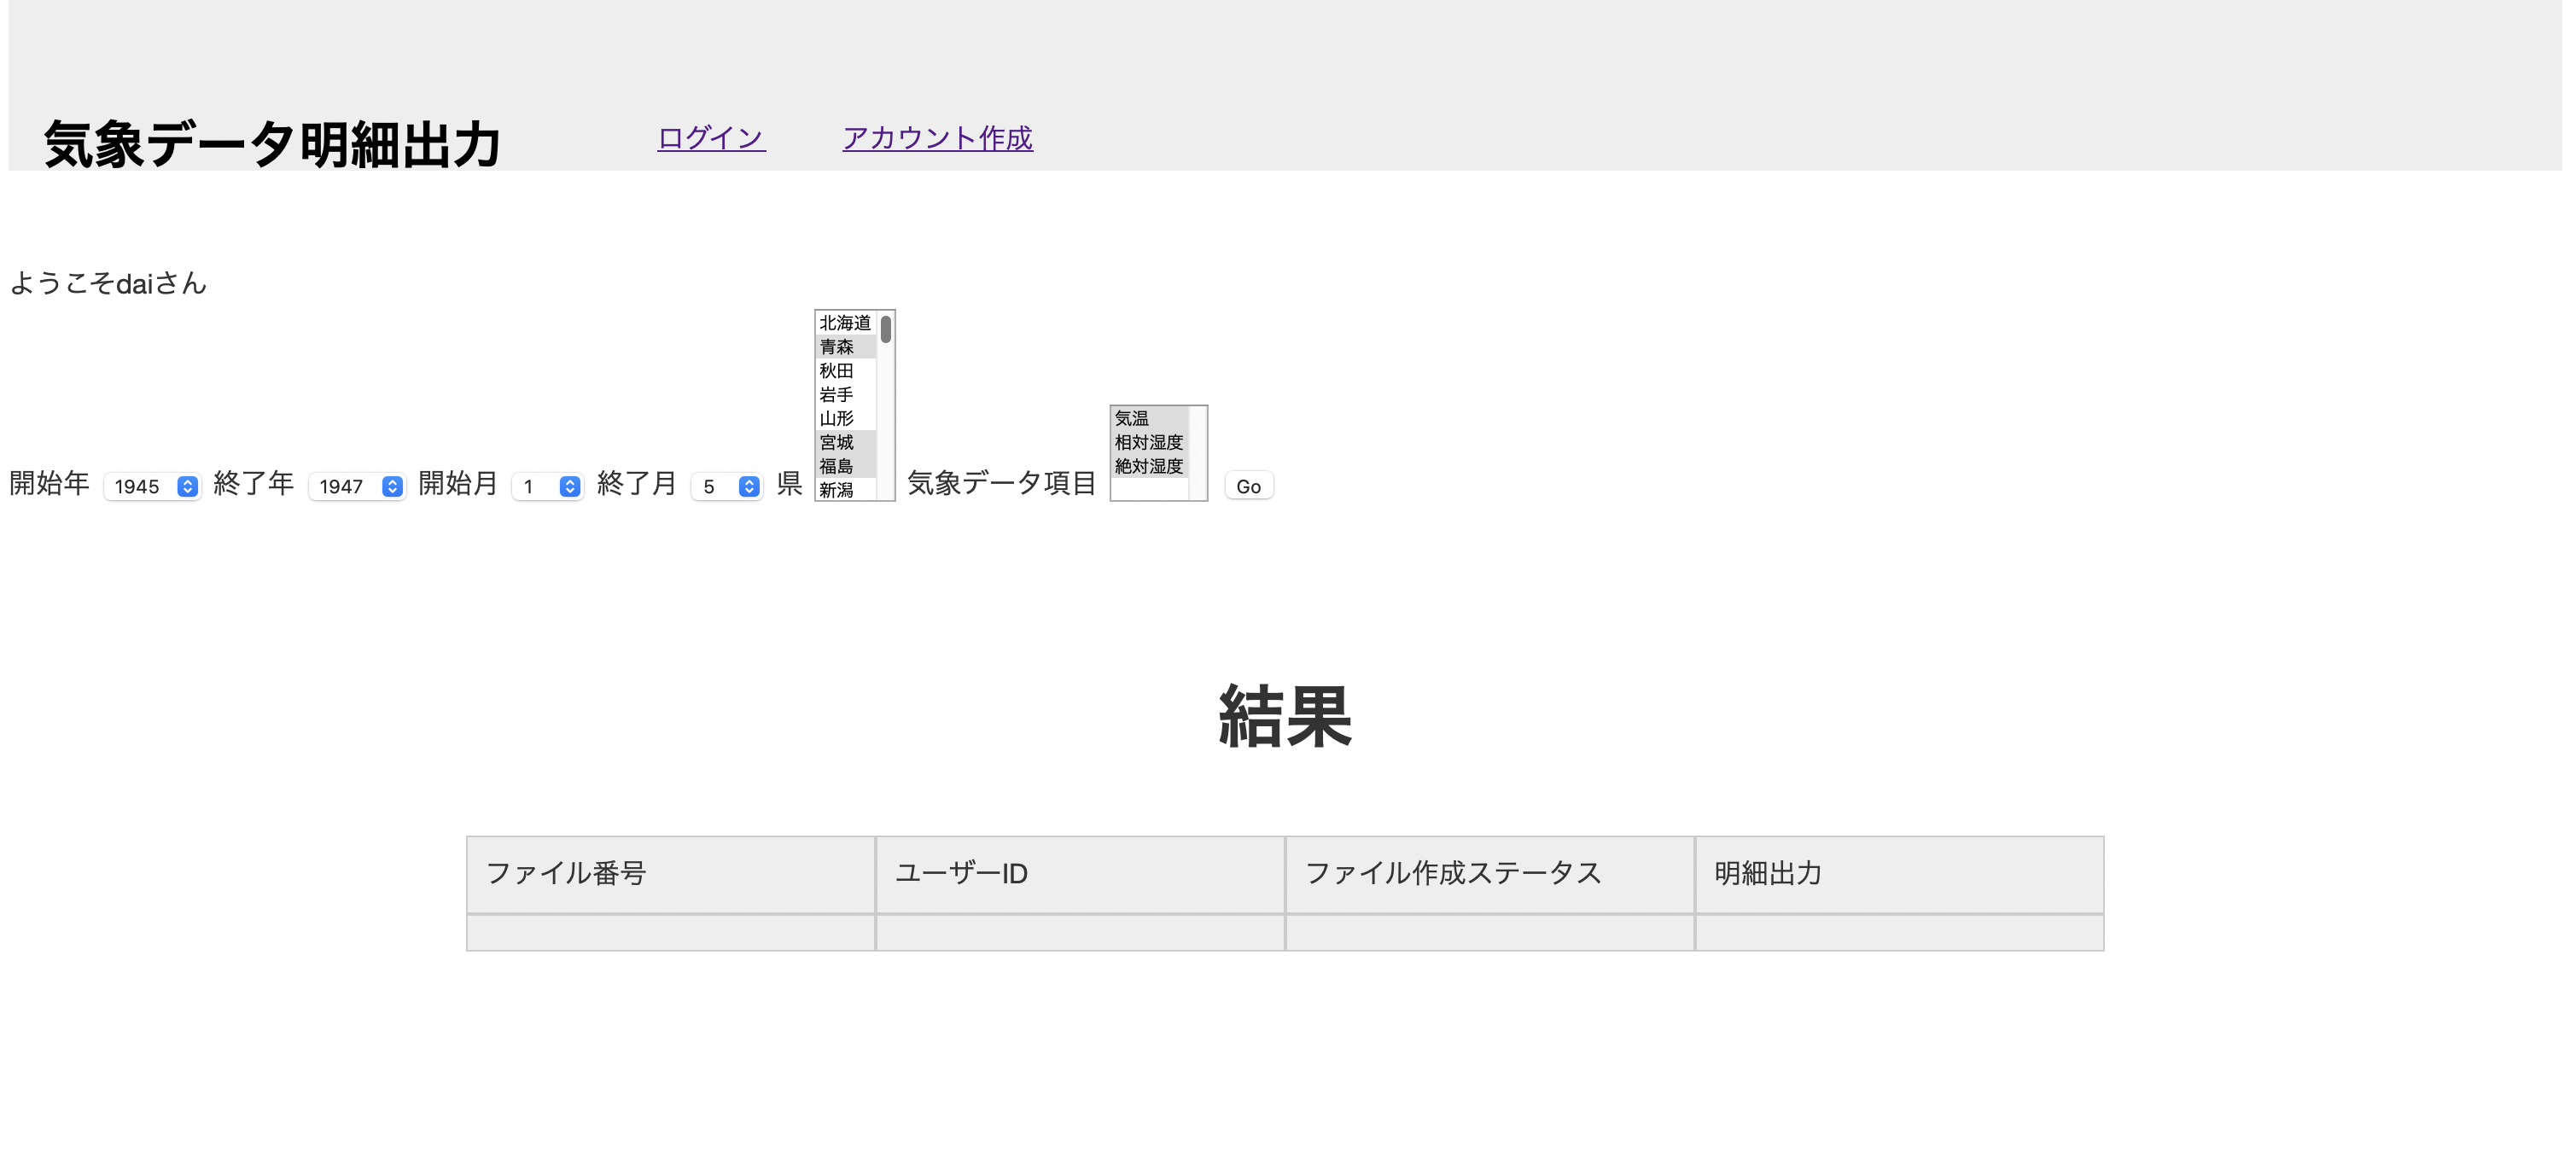 気象データ明細出力 ログイン アカウント作成
ようこそdaiさん
北海道
青森
秋田
岩手
山形
宮城
福島
新潟
気温
相対湿度
絶対湿度
開始年 1945 終了年 1947 開始月 1 終了月 5 県 気象データ項目 Go
結果
ファイル番号 ユーザーID ファイル作成ステータス 明細出力